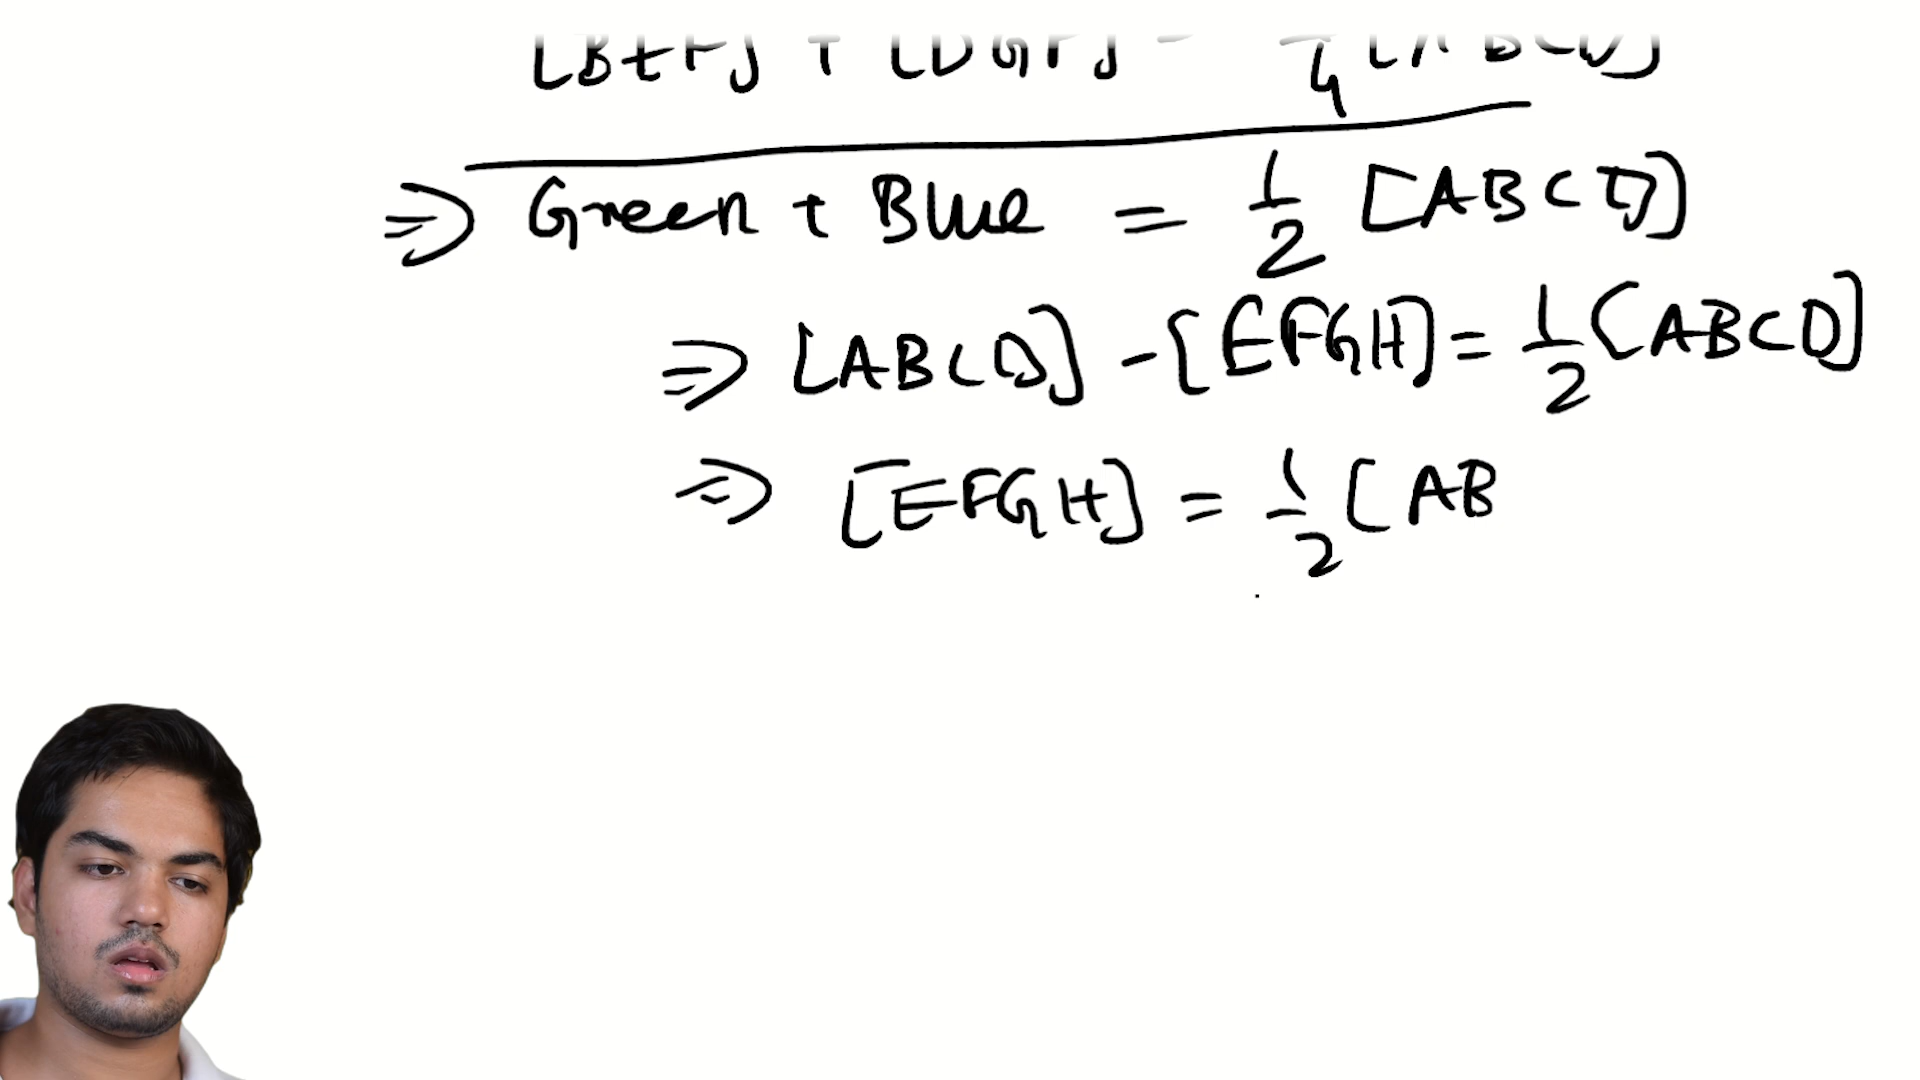 ⇒ Green + Blue = 1/2 [ABCD]
⇒ [ABCD] - [EFGH] = 1/2 [ABCD]
⇒ [EFGH] = 1/2 [AB